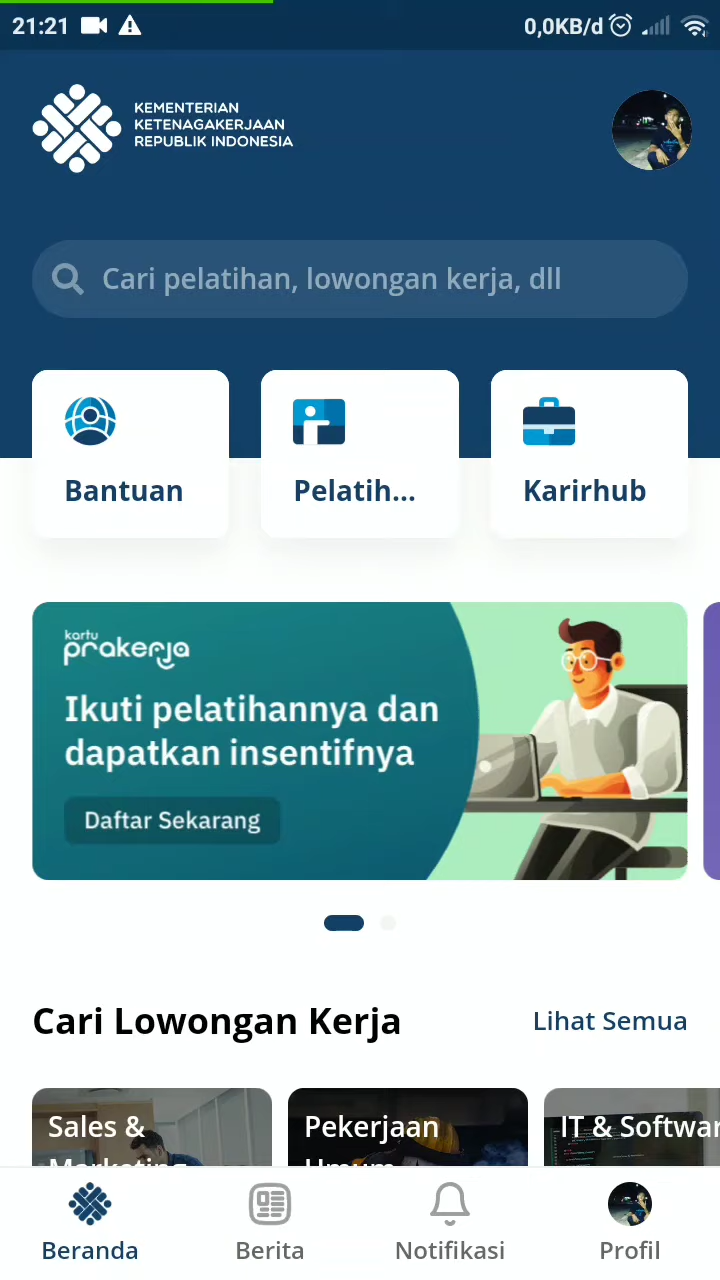 21:21
0,0KB/d
KEMENTERIAN
KETENAGAKERJAAN
REPUBLIK INDONESIA
Cari pelatihan, lowongan kerja, dll
Bantuan
Pelatih...
Karirhub
kartu
prakerja
Ikuti pelatihannya dan
dapatkan insentifnya
Daftar Sekarang
Cari Lowongan Kerja
Lihat Semua
Sales &
Marketing
Pekerjaan
Umum
IT & Softwar
Beranda
Berita
Notifikasi
Profil